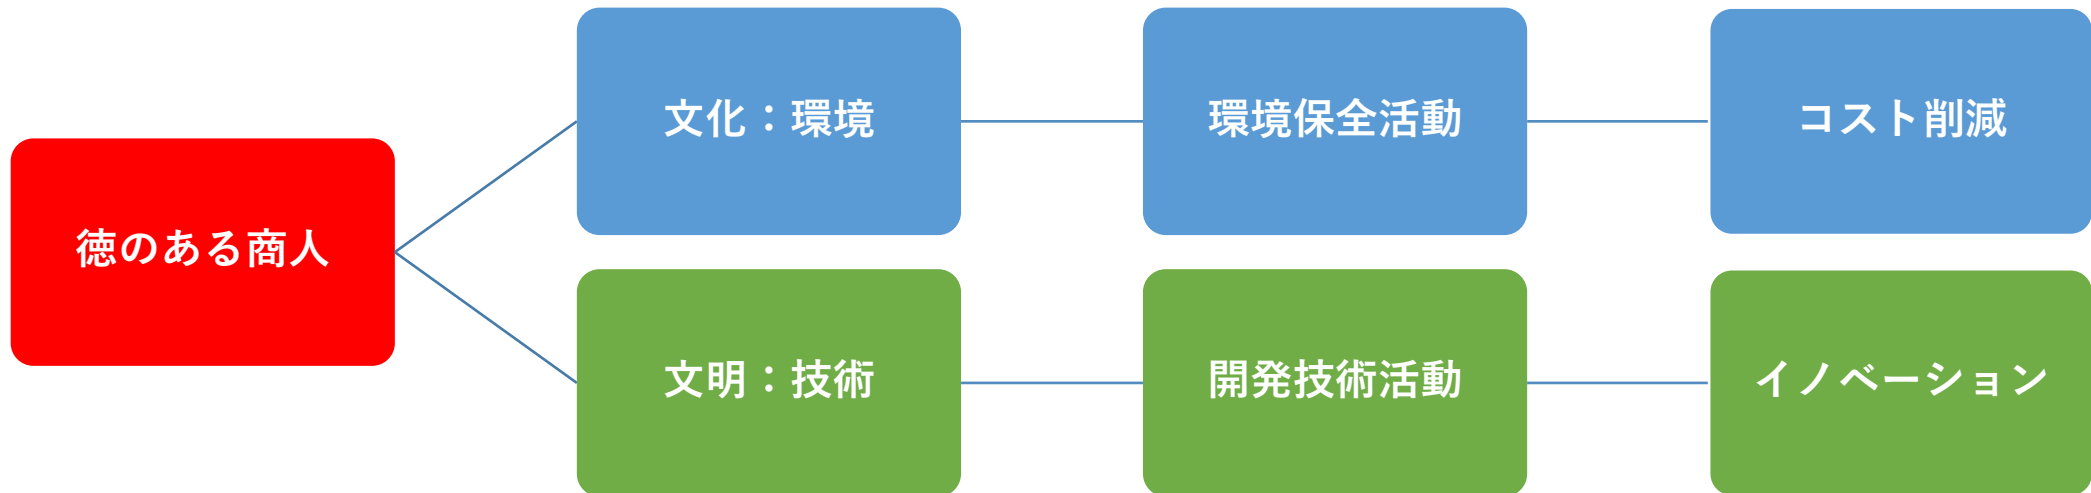 徳のある商人
文化：環境
環境保全活動
コスト削減
文明：技術
開発技術活動
イノベーション